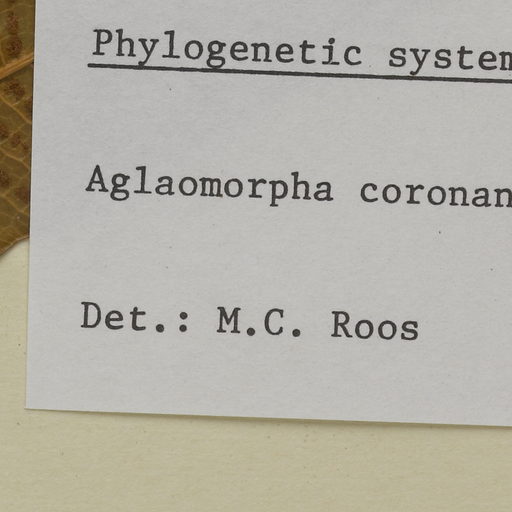 Phylogenetic system
Aglaomorpha coronan
Det.: M.C. Roos